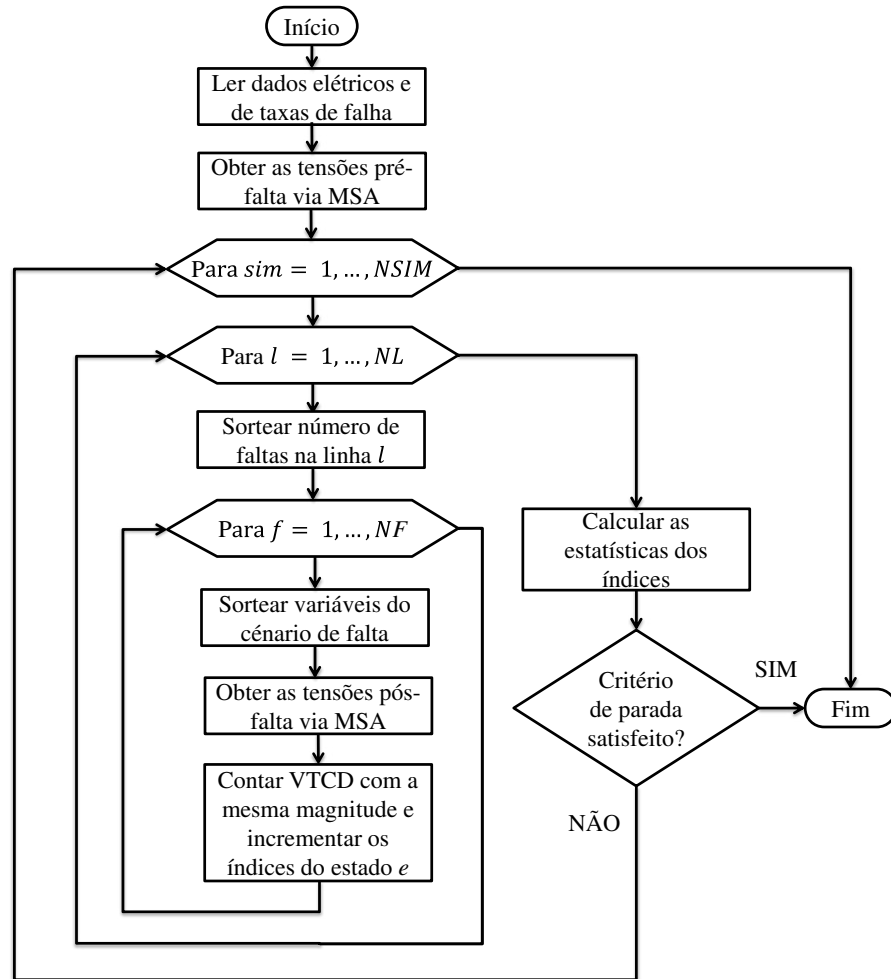 Início
Ler dados elétricos e
de taxas de falha
Obter as tensões pré-
falta via MSA
Para sim = 1, ..., NSIM
Para l = 1, ..., NL
Sortear número de
faltas na linha l
Para f = 1, ..., NF
Sortear variáveis do
cénario de falta
Obter as tensões pós-
falta via MSA
Contar VTCD com a
mesma magnitude e
incrementar os
índices do estado e
Calcular as
estatísticas dos
índices
Critério
de parada
satisfeito?
SIM
NÃO
Fim